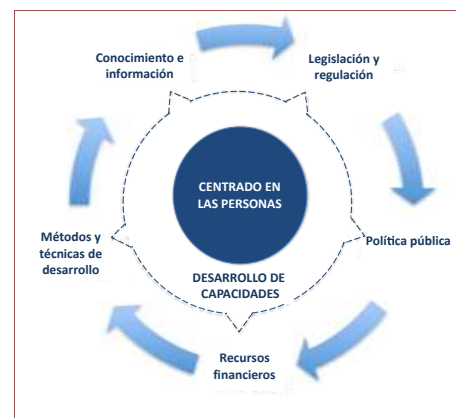 Conocimiento e
información
Legislación y
regulación
CENTRADO EN
LAS PERSONAS
Métodos y
técnicas de
desarrollo
Política pública
DESARROLLO DE
CAPACIDADES
Recursos
financieros